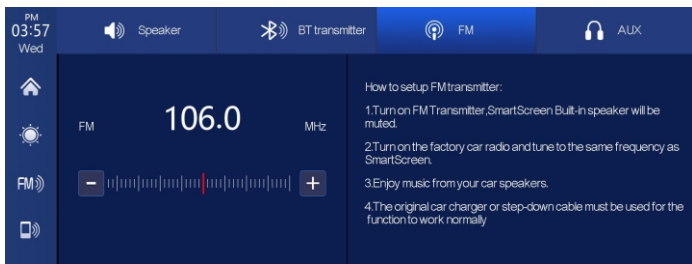 PM
03:57
Wed
Speaker
BT transmitter
FM
AUX
FM
106.0
MHz
FM
-
+
How to setup FM transmitter:
1.Turn on FM Transmitter,SmartScreen Built-in speaker will be
muted.
2.Turn on the factory car radio and tune to the same frequency as
SmartScreen.
3.Enjoy music from your car speakers.
4.The original car charger or step-down cable must be used for the
function to work normally